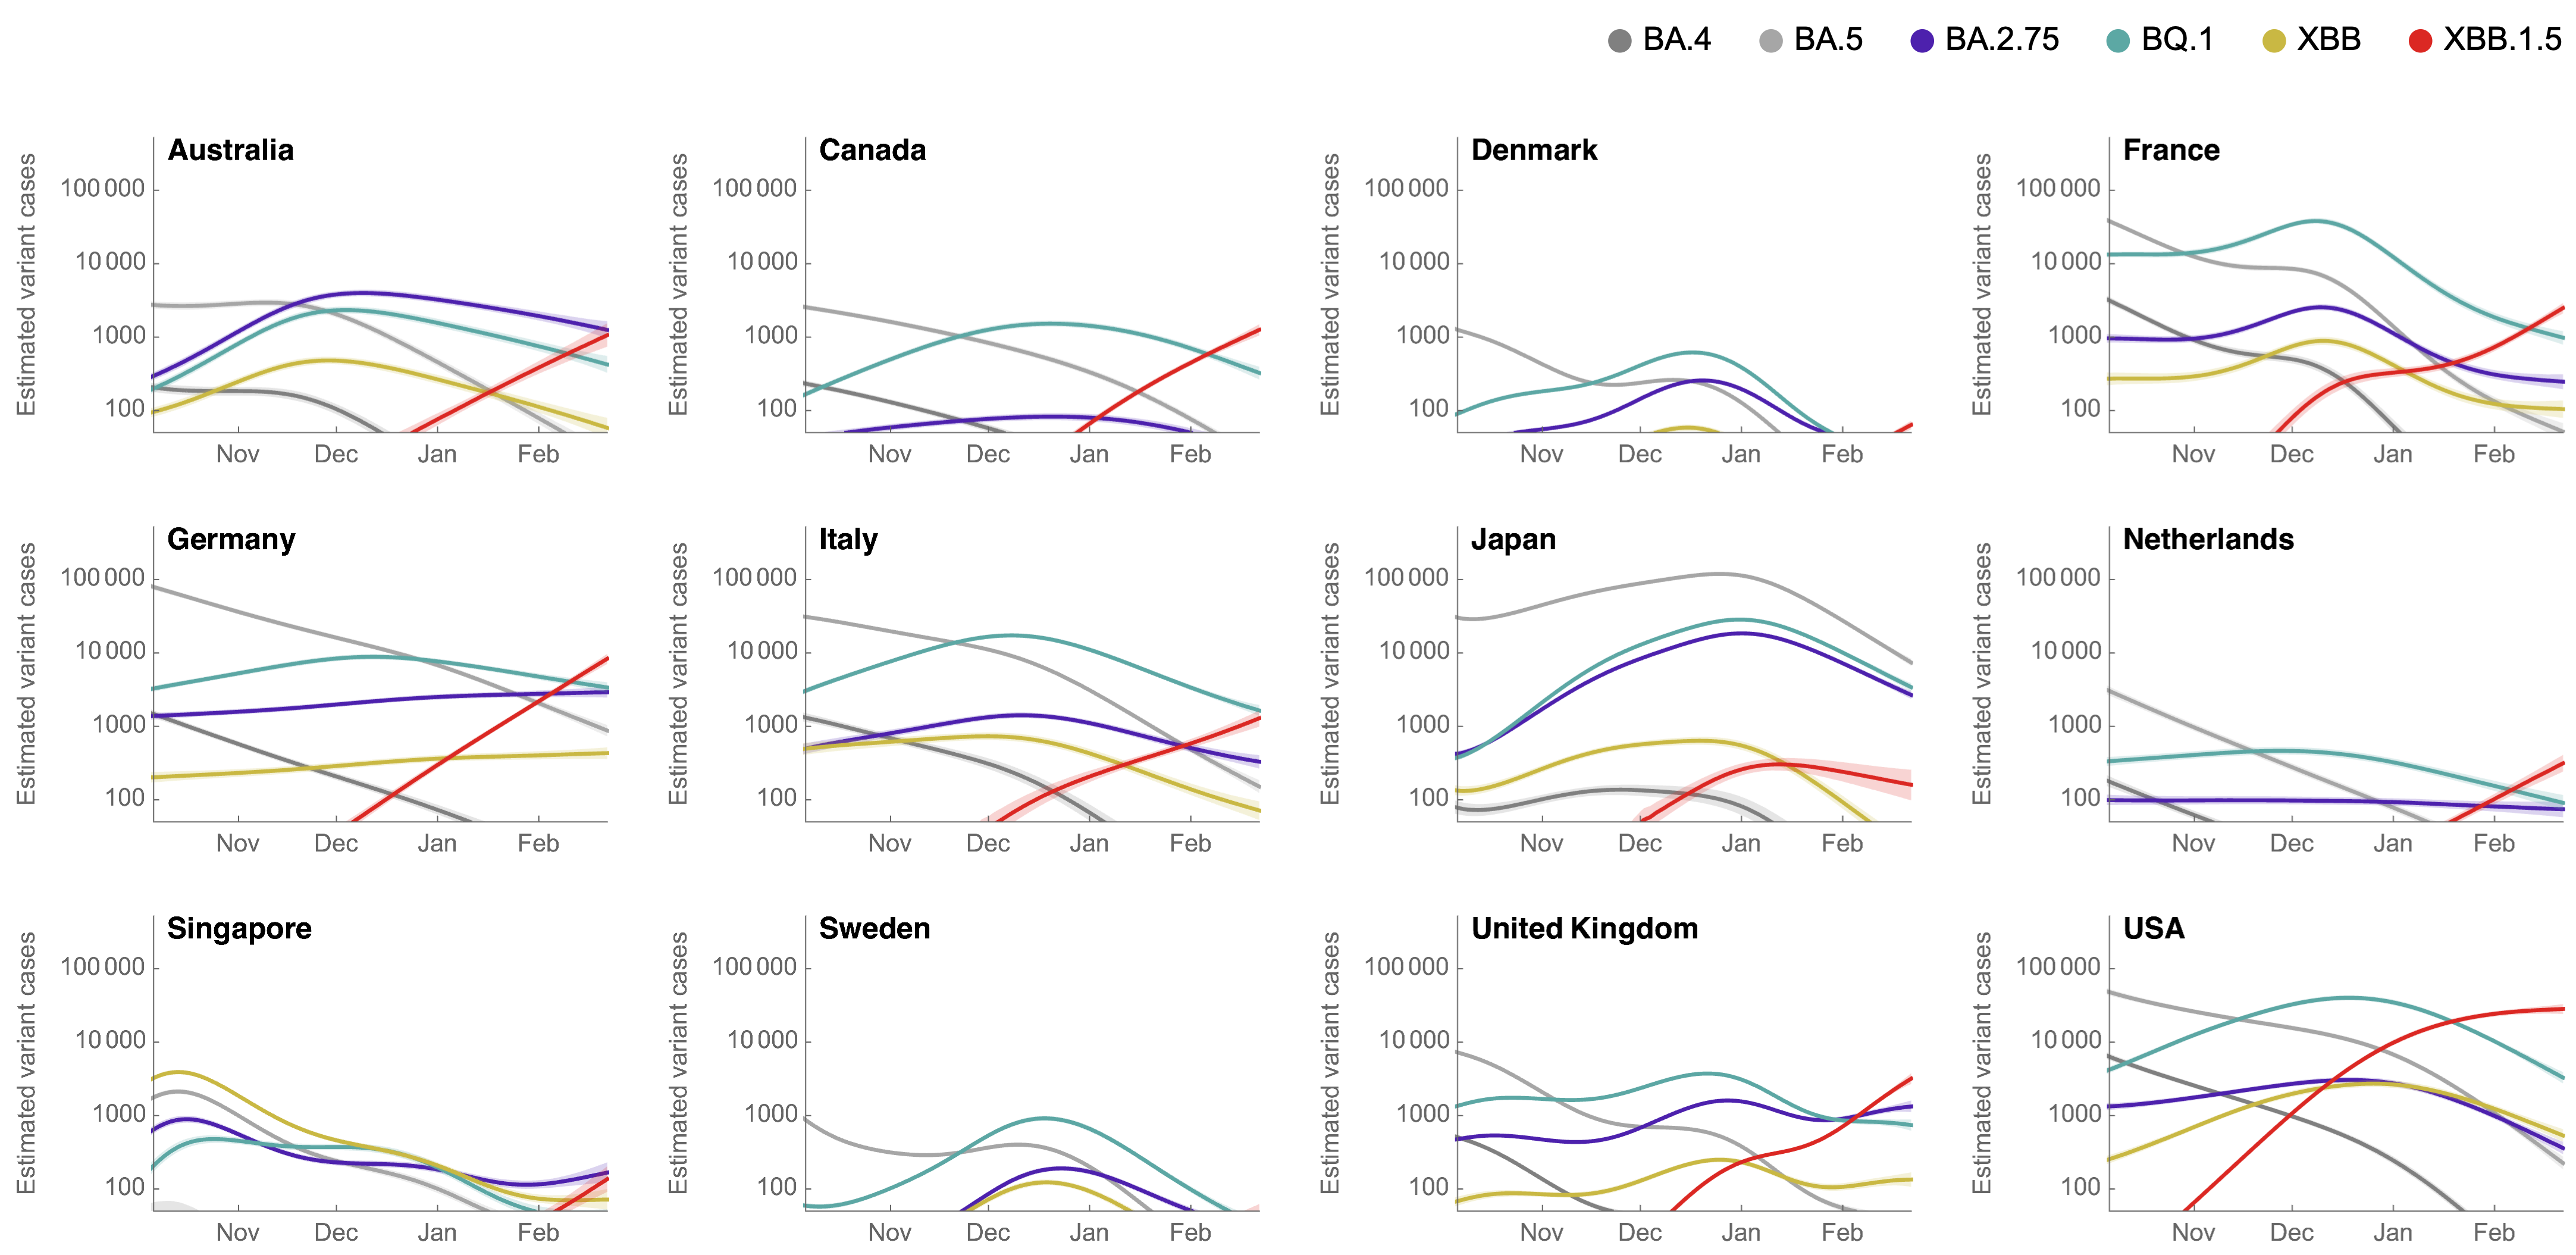 BA.4 BA.5 BA.2.75 BQ.1 XBB XBB.1.5
Australia
Estimated variant cases
100 000
10 000
1000
100
Nov Dec Jan Feb
Canada
Estimated variant cases
100 000
10 000
1000
100
Nov Dec Jan Feb
Denmark
Estimated variant cases
100 000
10 000
1000
100
Nov Dec Jan Feb
France
Estimated variant cases
100 000
10 000
1000
100
Nov Dec Jan Feb
Germany
Estimated variant cases
100 000
10 000
1000
100
Nov Dec Jan Feb
Italy
Estimated variant cases
100 000
10 000
1000
100
Nov Dec Jan Feb
Japan
Estimated variant cases
100 000
10 000
1000
100
Nov Dec Jan Feb
Netherlands
Estimated variant cases
100 000
10 000
1000
100
Nov Dec Jan Feb
Singapore
Estimated variant cases
100 000
10 000
1000
100
Nov Dec Jan Feb
Sweden
Estimated variant cases
100 000
10 000
1000
100
Nov Dec Jan Feb
United Kingdom
Estimated variant cases
100 000
10 000
1000
100
Nov Dec Jan Feb
USA
Estimated variant cases
100 000
10 000
1000
100
Nov Dec Jan Feb